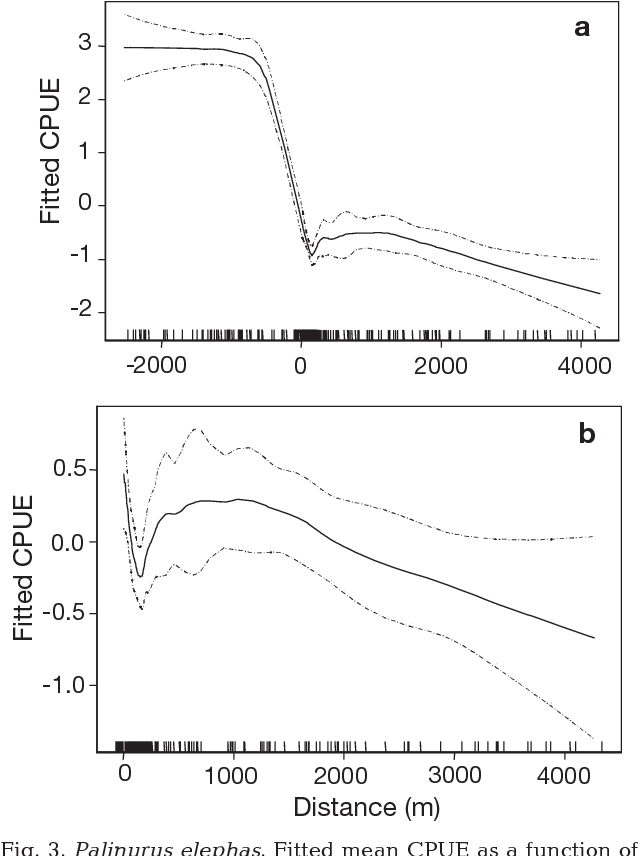 a
Fitted CPUE
3
2
1
0
-1
-2
-2000 0 2000 4000
b
Fitted CPUE
0.5
0.0
-0.5
-1.0
0 1000 2000 3000 4000
Distance (m)
Fig. 3. Palinurus elephas. Fitted mean CPUE as a function of